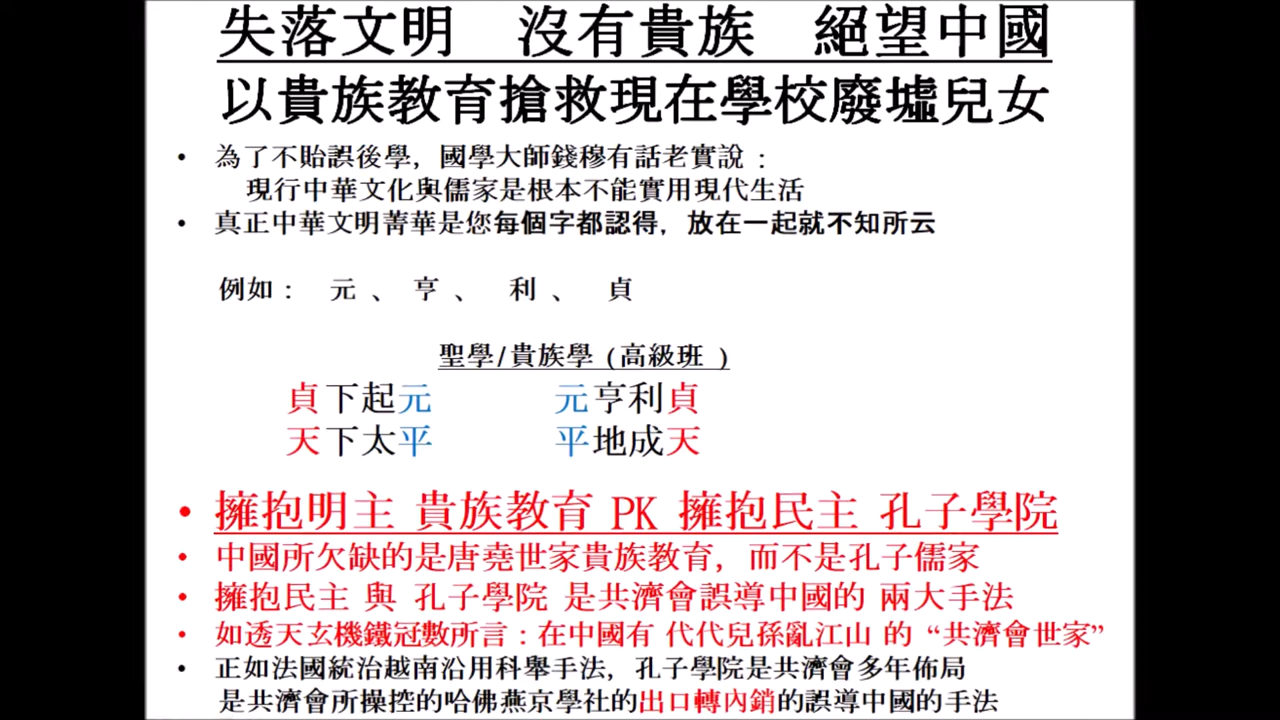 失落文明 沒有貴族 絕望中國
以貴族教育搶救現在學校廢墟兒女
• 為了不貽誤後學，國學大師錢穆有話老實說：
現行中華文化與儒家是根本不能實用現代生活
• 真正中華文明菁華是您每個字都認得，放在一起就不知所云
例如： 元 、 亨 、 利 、 貞
聖學/貴族學（高級班 ）
貞下起元 元亨利貞
天下太平 平地成天
• 擁抱明主 貴族教育 PK 擁抱民主 孔子學院
• 中國所欠缺的是唐堯世家貴族教育，而不是孔子儒家
• 擁抱民主 與 孔子學院 是共濟會誤導中國的 兩大手法
• 如透天玄機鐵冠數所言：在中國有 代代兒孫亂江山 的 “共濟會世家”
• 正如法國統治越南沿用科舉手法，孔子學院是共濟會多年佈局
是共濟會所操控的哈佛燕京學社的出口轉內銷的誤導中國的手法